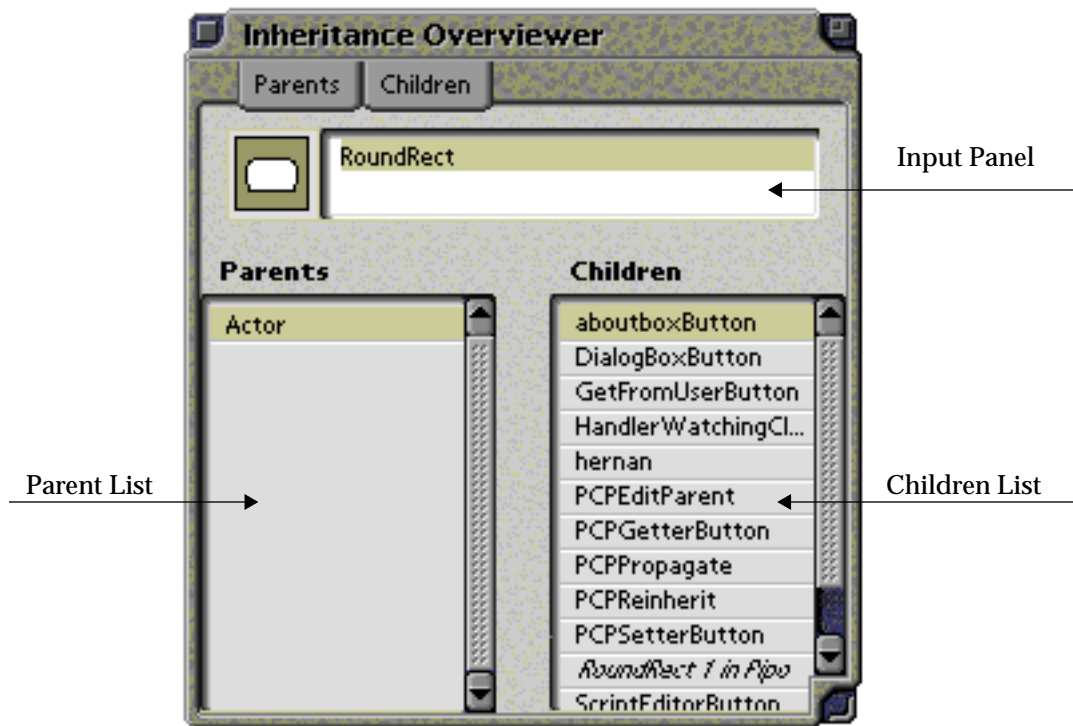 Inheritance Overviewer
Parents Children
RoundRect
Input Panel
Parents
Children
Actor
aboutboxButton
DialogBoxButton
GetFromUserButton
HandlerWatchingCl...
hernan
Parent List
PCPEditParent
Children List
PCPGetterButton
PCPPropagate
PCPReinherit
PCPSetterButton
RoundRect 1 in Pipo
ScriptEditorButton